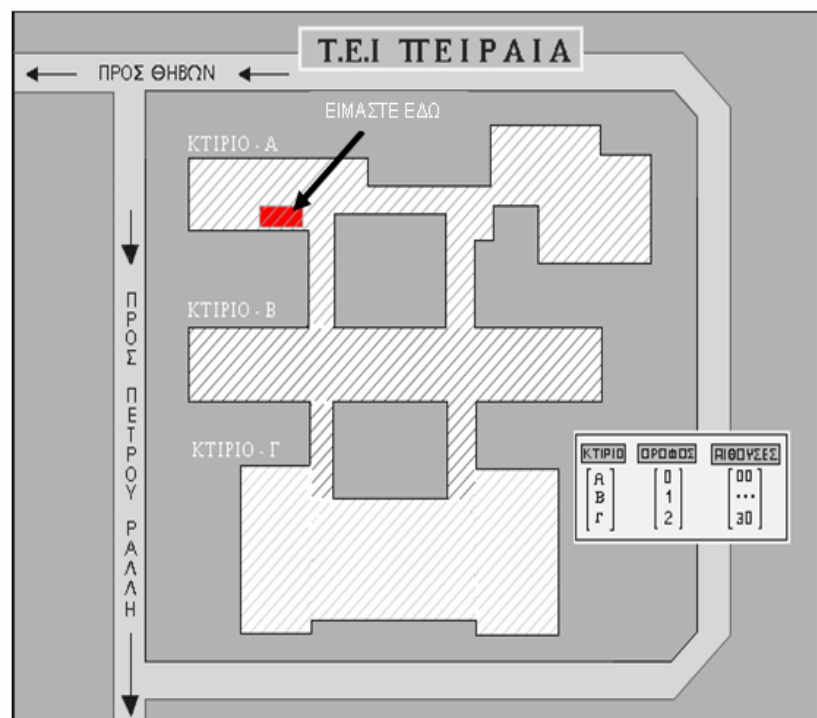 Τ.Ε.Ι ΠΕΙΡΑΙΑ
ΠΡΟΣ ΘΗΒΩΝ
ΕΙΜΑΣΤΕ ΕΔΩ
ΚΤΙΡΙΟ - Α
ΚΤΙΡΙΟ - Β
ΠΡΟΣ ΠΕΤΡΟΥ ΡΑΛΛΗ
ΚΤΙΡΙΟ - Γ
ΚΤΙΡΙΟ ΟΡΟΦΟΣ ΑΙΘΟΥΣΕΣ
Α 0 00
Β 1 ...
Γ 2 30